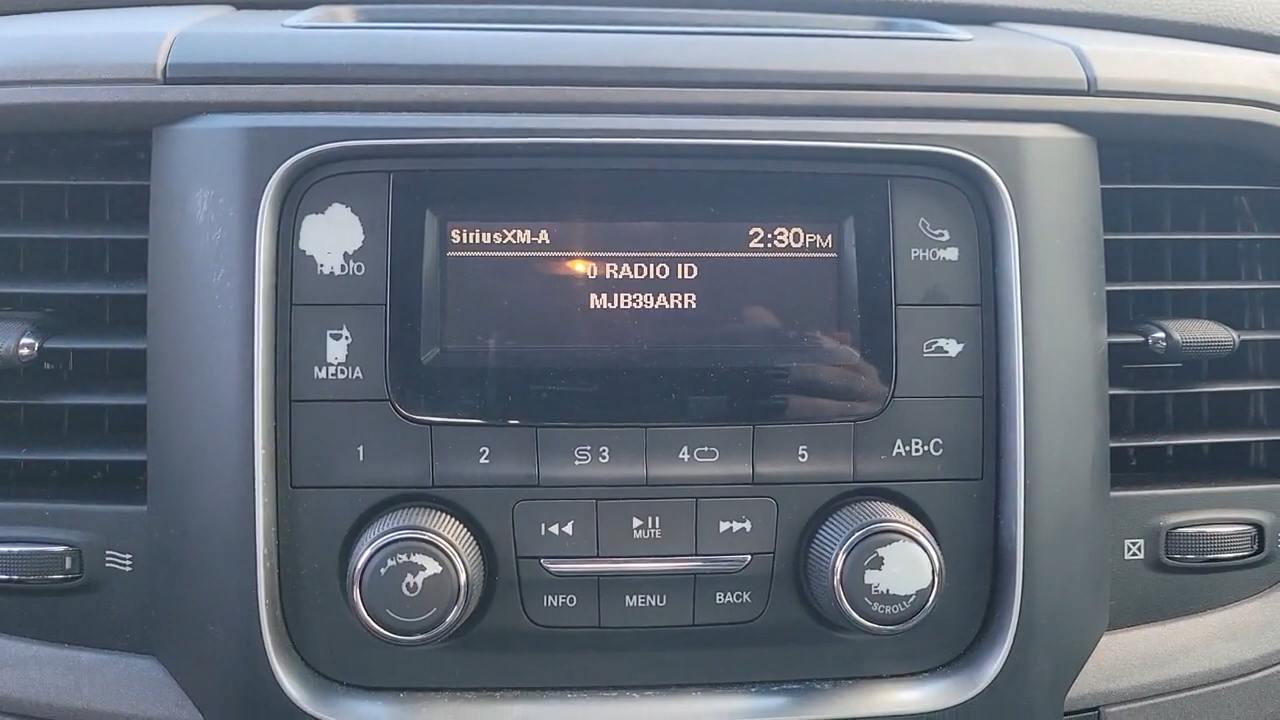 SiriusXM-A 2:30PM
0 RADIO ID
MJB39ARR
RADIO
PHONE
MEDIA
1 2 3 4 5 A·B·C
MUTE
INFO MENU BACK
SCROLL